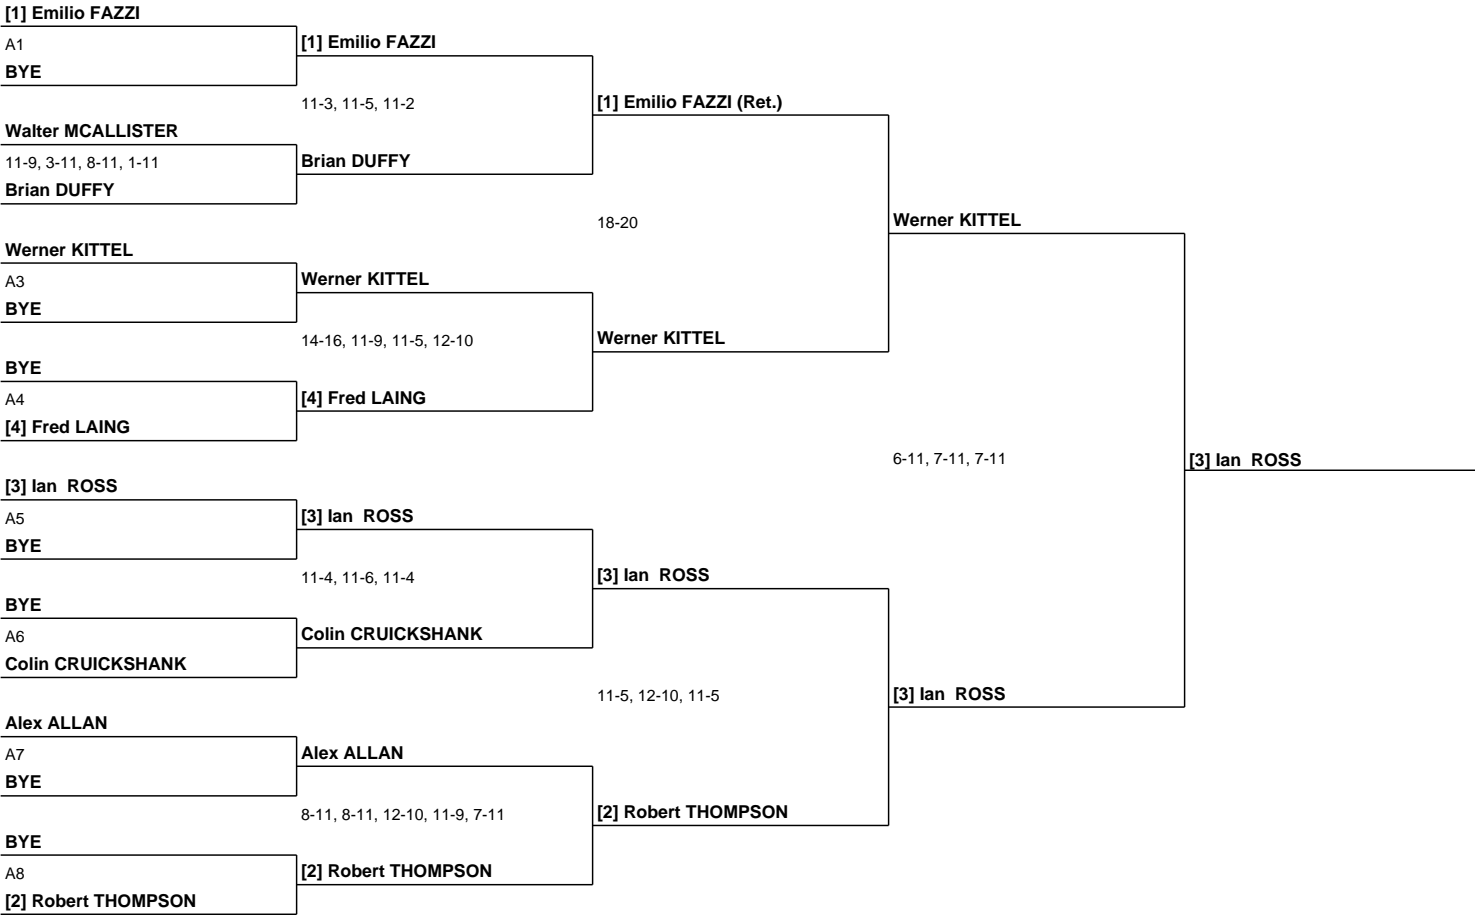 [1] Emilio FAZZI
A1
BYE
Walter MCALLISTER
11-9, 3-11, 8-11, 1-11
Brian DUFFY
Werner KITTEL
A3
BYE
BYE
A4
[4] Fred LAING
[3] Ian ROSS
A5
BYE
BYE
A6
Colin CRUICKSHANK
Alex ALLAN
A7
BYE
BYE
A8
[2] Robert THOMPSON
[1] Emilio FAZZI
11-3, 11-5, 11-2
Brian DUFFY
Werner KITTEL
14-16, 11-9, 11-5, 12-10
[4] Fred LAING
[3] Ian ROSS
11-4, 11-6, 11-4
Colin CRUICKSHANK
Alex ALLAN
8-11, 8-11, 12-10, 11-9, 7-11
[2] Robert THOMPSON
[1] Emilio FAZZI (Ret.)
18-20
Werner KITTEL
[3] Ian ROSS
11-5, 12-10, 11-5
[2] Robert THOMPSON
Werner KITTEL
6-11, 7-11, 7-11
[3] Ian ROSS
[3] Ian ROSS